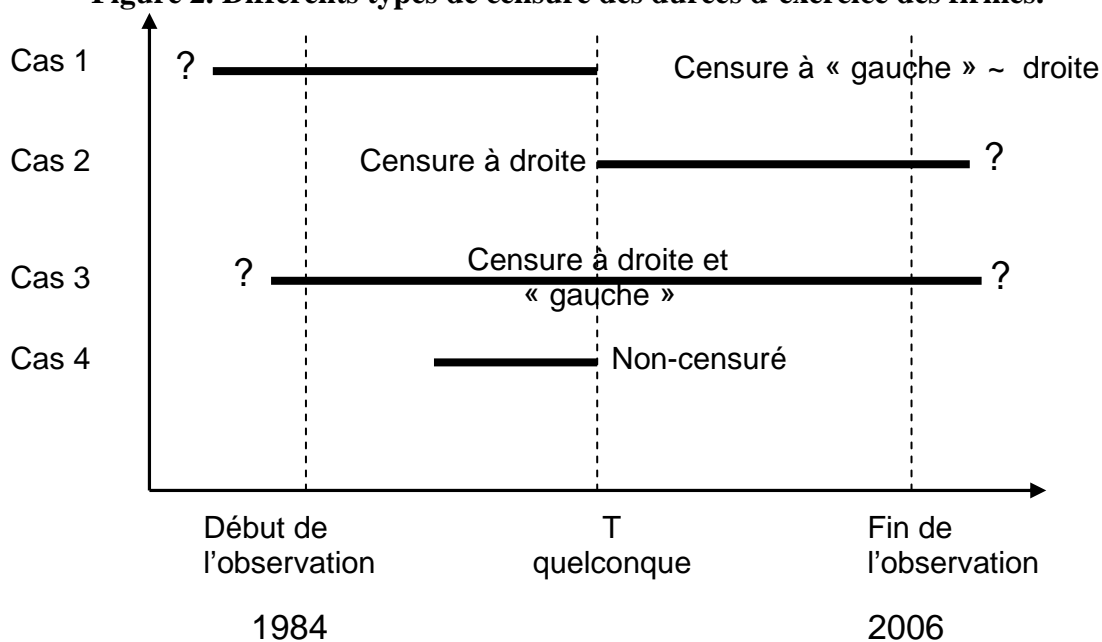 Figure 2. Différents types de censure des durées d'exercice des firmes.
Cas 1 ? Censure à « gauche » ~ droite
Cas 2 Censure à droite ?
Cas 3 ? Censure à droite et « gauche » ?
Cas 4 Non-censuré
Début de l'observation
T quelconque
Fin de l'observation
1984 2006